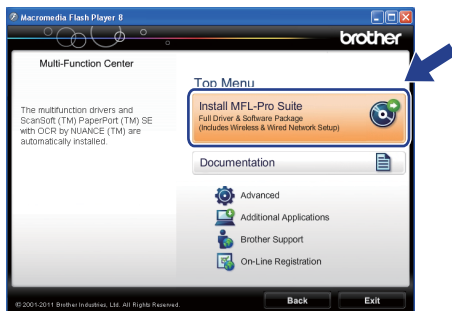 Macromedia Flash Player 8
brother
Multi-Function Center
Top Menu
The multifunction drivers and
ScanSoft (TM) PaperPort (TM) SE
with OCR by NUANCE (TM) are
automatically installed.
Install MFL-Pro Suite
Full Driver & Software Package
(Includes Wireless & Wired Network Setup)
Documentation
Advanced
Additional Applications
Brother Support
On-Line Registration
© 2001-2011 Brother Industries, Ltd. All Rights Reserved.
Back
Exit